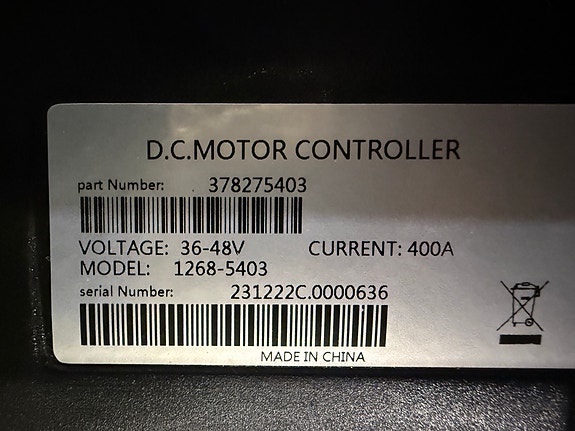 D.C.MOTOR CONTROLLER
part Number: 378275403
VOLTAGE: 36-48V CURRENT: 400A
MODEL: 1268-5403
serial Number: 231222C.0000636
MADE IN CHINA